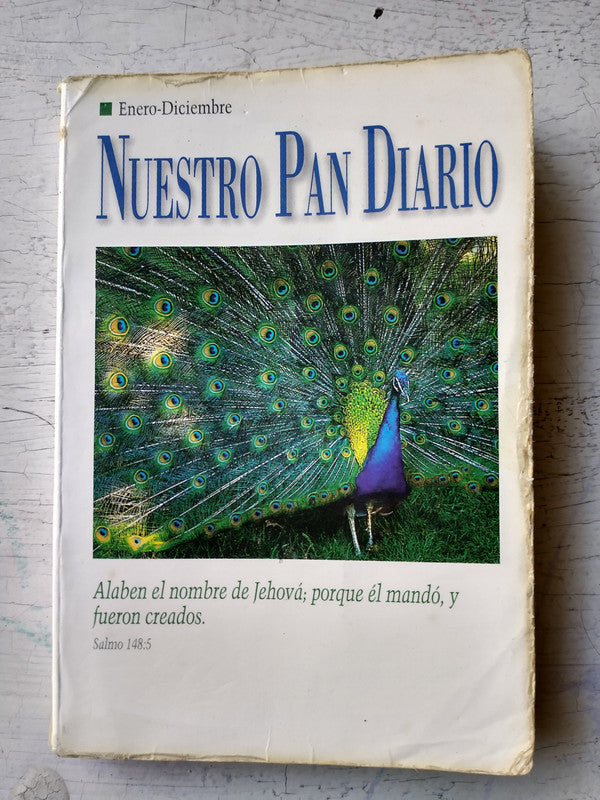 Enero-Diciembre
NUESTRO PAN DIARIO
Alaben el nombre de Jehová; porque él mandó, y
fueron creados.
Salmo 148:5